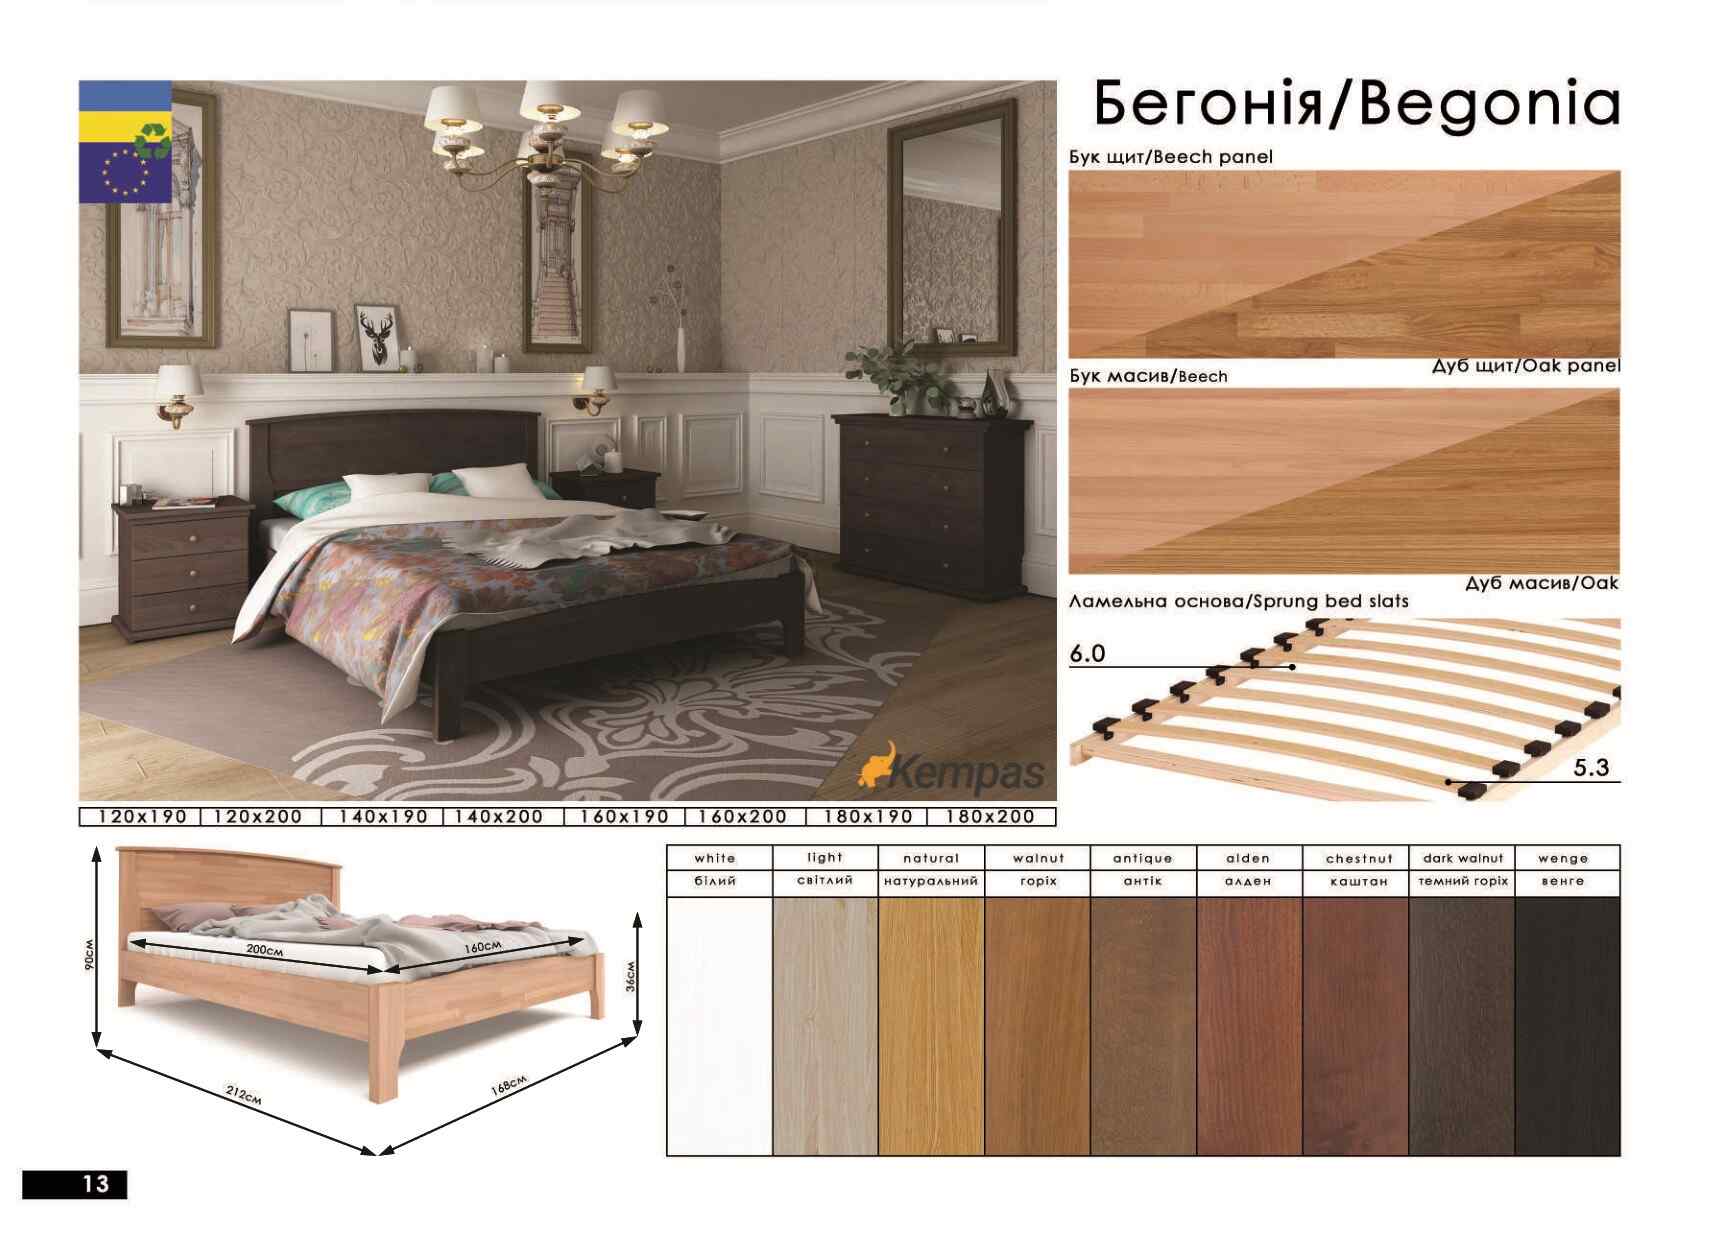 Бегонія/Begonia
Бук щит/Beech panel
Дуб щит/Oak panel
Бук масив/Beech
Дуб масив/Oak
Ламельна основа/Sprung bed slats
6.0
5.3
Kempas
120x190 120x200 140x190 140x200 160x190 160x200 180x190 180x200
white light natural walnut antique alden chestnut dark walnut wenge
білий світлий натуральний горіх антік алден каштан темний горіх венге
90см
200см
160см
36см
212см
168см
13